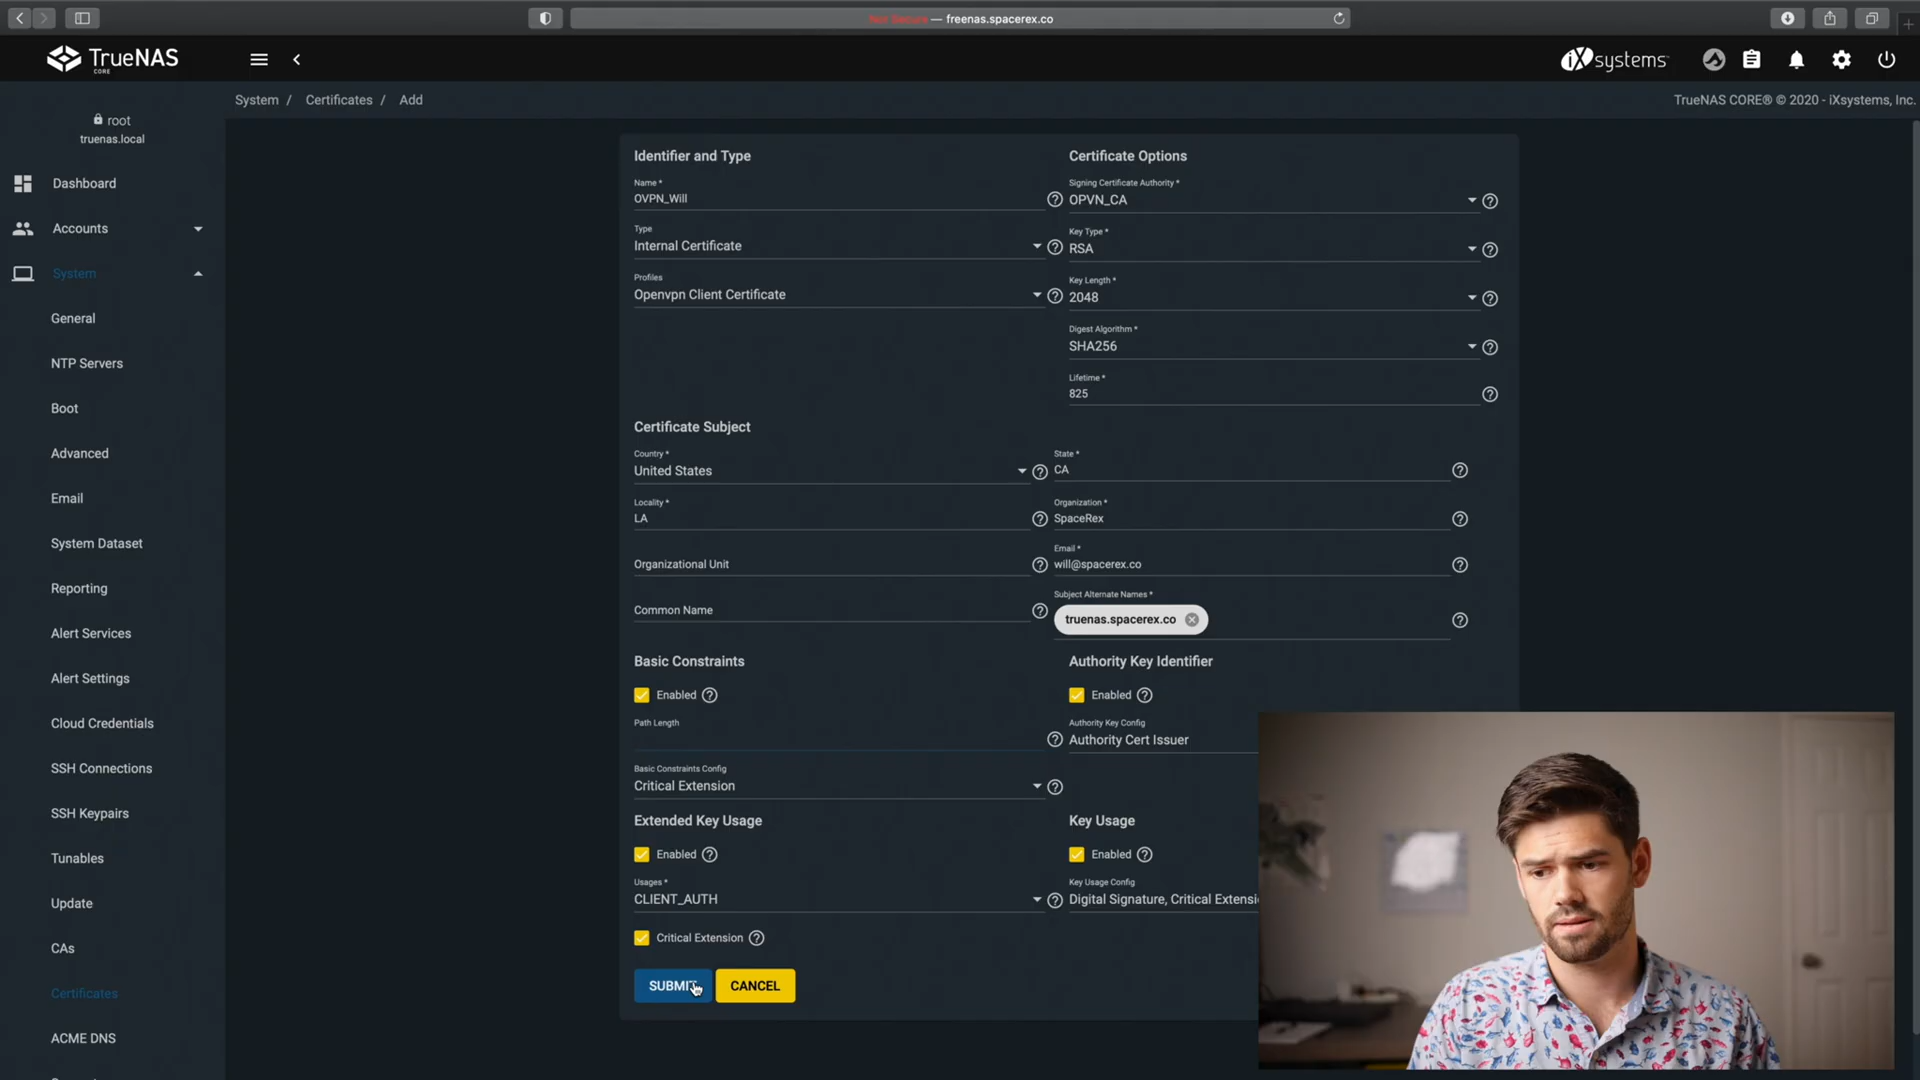 Not Secure — freenas.spacerex.co
TrueNAS
CORE
iXsystems
System / Certificates / Add
TrueNAS CORE® © 2020 - iXsystems, Inc.
root
truenas.local
Dashboard
Accounts
System
General
NTP Servers
Boot
Advanced
Email
System Dataset
Reporting
Alert Services
Alert Settings
Cloud Credentials
SSH Connections
SSH Keypairs
Tunables
Update
CAs
Certificates
ACME DNS
Identifier and Type
Name *
OVPN_Will
Type
Internal Certificate
Profiles
Openvpn Client Certificate
Certificate Options
Signing Certificate Authority *
OPVN_CA
Key Type *
RSA
Key Length *
2048
Digest Algorithm *
SHA256
Lifetime *
825
Certificate Subject
Country *
United States
State *
CA
Locality *
LA
Organization *
SpaceRex
Organizational Unit
Email *
will@spacerex.co
Common Name
Subject Alternate Names *
truenas.spacerex.co
Basic Constraints
Enabled
Path Length
Basic Constraints Config
Critical Extension
Authority Key Identifier
Enabled
Authority Key Config
Authority Cert Issuer
Extended Key Usage
Enabled
Usages *
CLIENT_AUTH
Critical Extension
Key Usage
Enabled
Key Usage Config
Digital Signature, Critical Extensi
SUBMIT
CANCEL